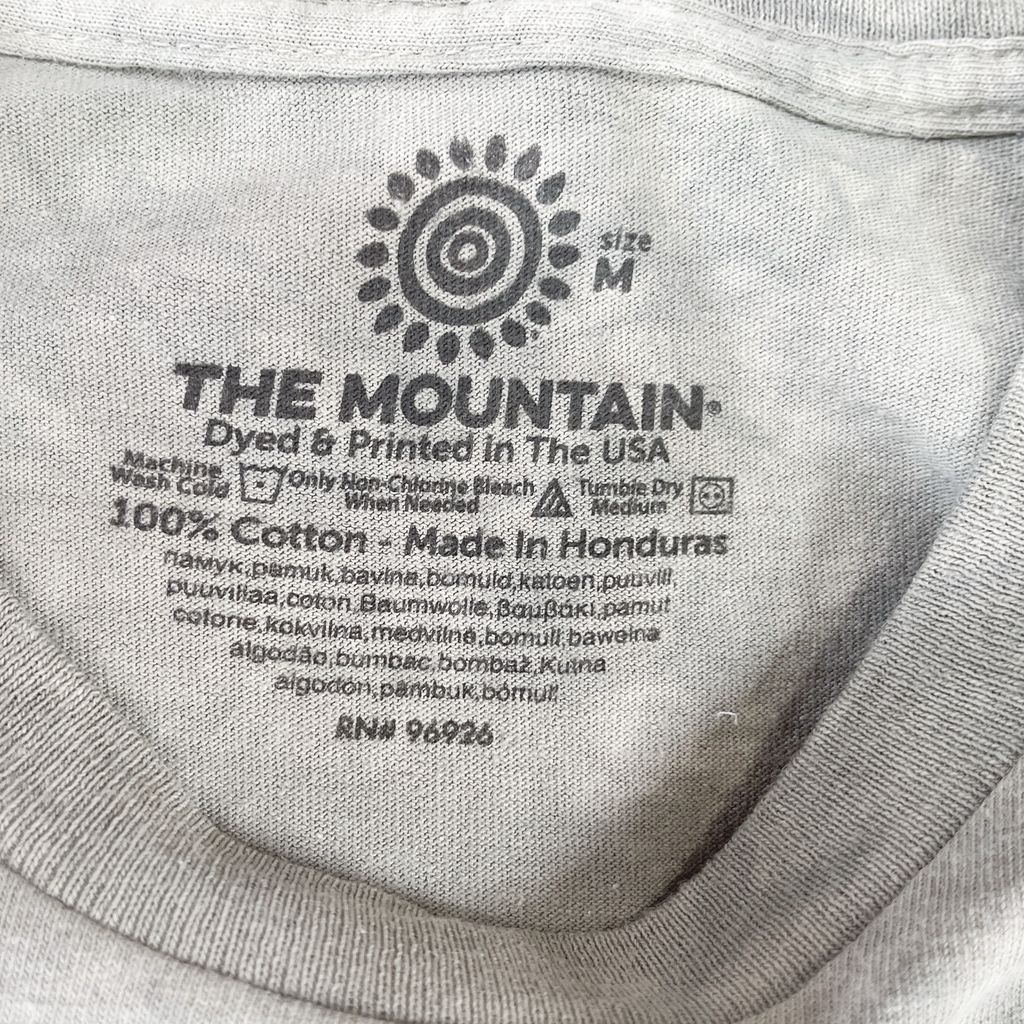 size
M
THE MOUNTAIN®
Dyed & Printed in The USA
Machine Wash Cold Only Non-Chlorine Bleach When Needed Tumble Dry Medium
100% Cotton - Made in Honduras
памук,pamuk,bavlna,bomuld,katoen,puuvill,
puuvillaa,coton,Baumwolle,βαμβάκι,pamut
cotone,kokvilna,medvilnė,bomull,bawełna
algodão,bumbac,bombaž,Kutna
algodón,pambuk,bómull
RN# 96926